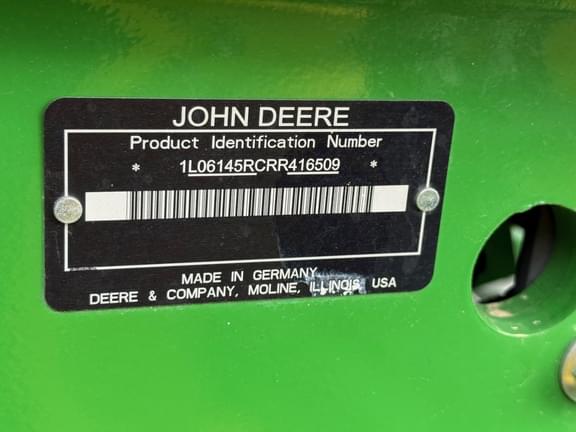 JOHN DEERE
Product Identification Number
* 1L06145RCRR416509 *
MADE IN GERMANY
DEERE & COMPANY, MOLINE, ILLINOIS, USA